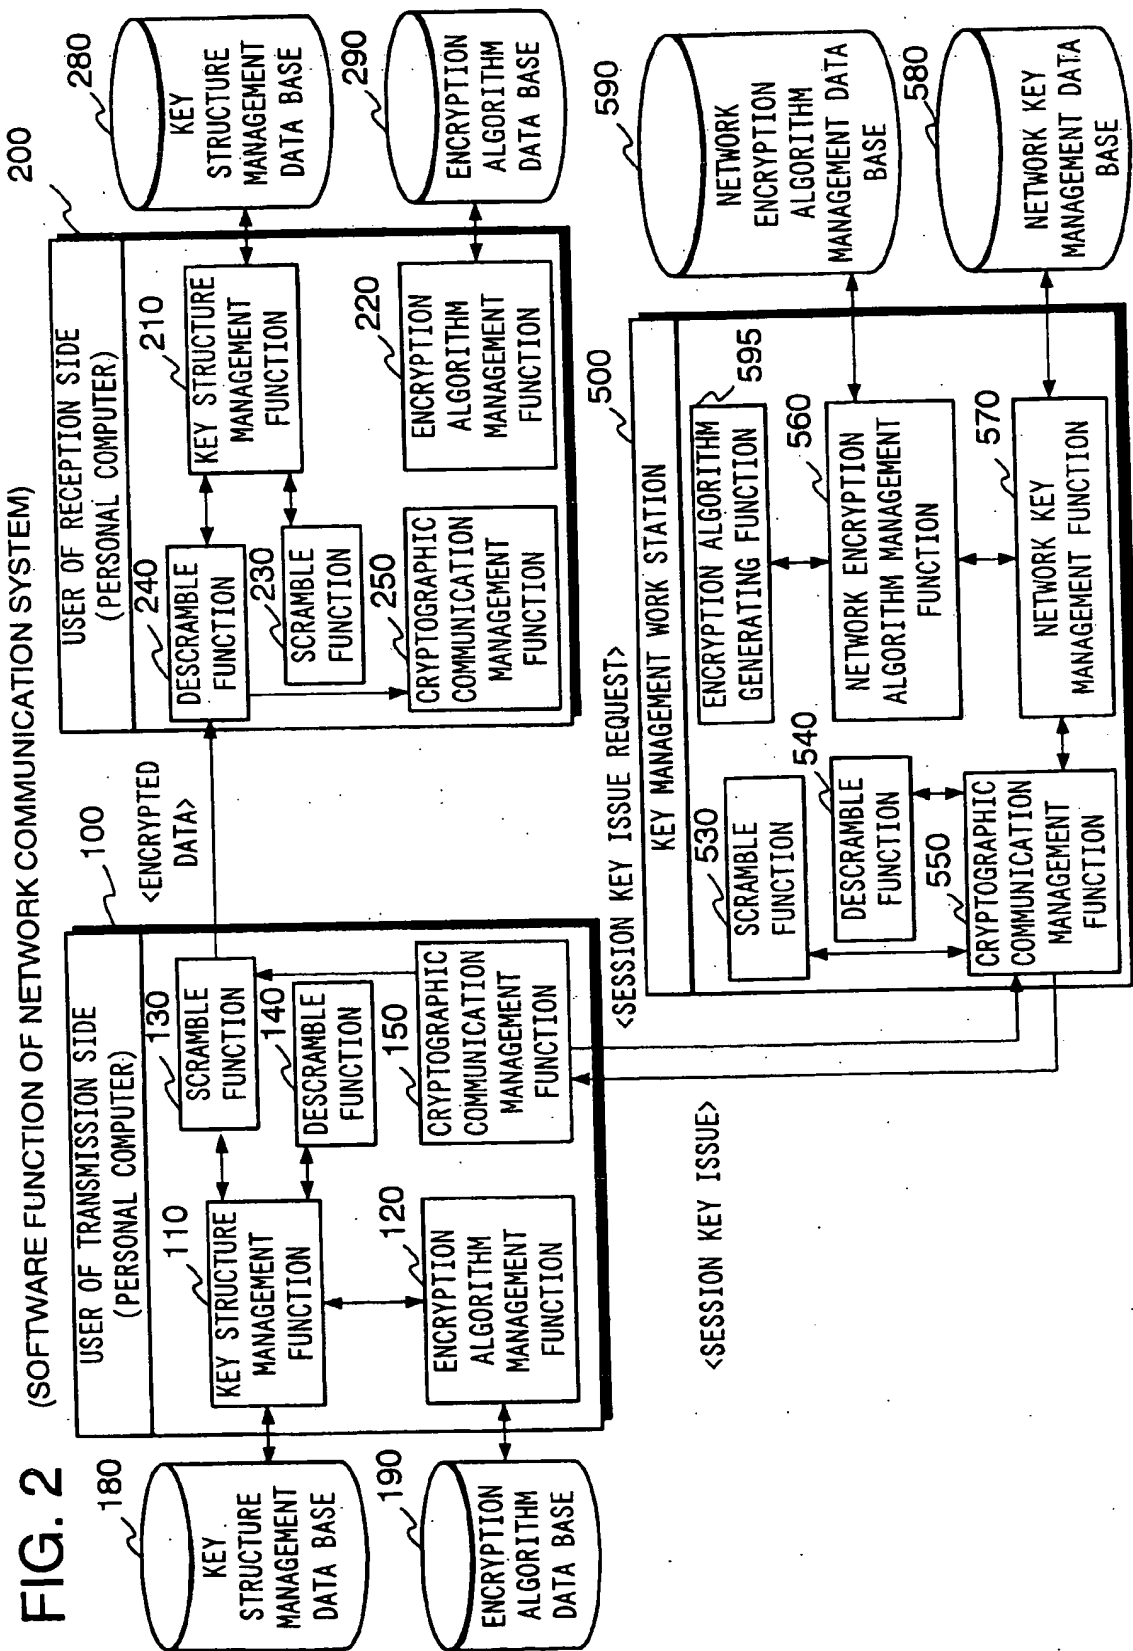 FIG. 2
(SOFTWARE FUNCTION OF NETWORK COMMUNICATION SYSTEM)
100
USER OF TRANSMISSION SIDE
(PERSONAL COMPUTER)
180
KEY
STRUCTURE
MANAGEMENT
DATA BASE
190
ENCRYPTION
ALGORITHM
DATA BASE
110
KEY STRUCTURE
MANAGEMENT
FUNCTION
120
ENCRYPTION
ALGORITHM
MANAGEMENT
FUNCTION
130
SCRAMBLE
FUNCTION
140
DESCRAMBLE
FUNCTION
150
CRYPTOGRAPHIC
COMMUNICATION
MANAGEMENT
FUNCTION
<ENCRYPTED
DATA>
200
USER OF RECEPTION SIDE
(PERSONAL COMPUTER)
240
DESCRAMBLE
FUNCTION
230
SCRAMBLE
FUNCTION
250
CRYPTOGRAPHIC
COMMUNICATION
MANAGEMENT
FUNCTION
210
KEY STRUCTURE
MANAGEMENT
FUNCTION
220
ENCRYPTION
ALGORITHM
MANAGEMENT
FUNCTION
280
KEY
STRUCTURE
MANAGEMENT
DATA BASE
290
ENCRYPTION
ALGORITHM
DATA BASE
<SESSION KEY ISSUE REQUEST>
<SESSION KEY ISSUE>
500
KEY MANAGEMENT WORK STATION
530
SCRAMBLE
FUNCTION
540
DESCRAMBLE
FUNCTION
550
CRYPTOGRAPHIC
COMMUNICATION
MANAGEMENT
FUNCTION
595
ENCRYPTION ALGORITHM
GENERATING FUNCTION
560
NETWORK ENCRYPTION
ALGORITHM MANAGEMENT
FUNCTION
570
NETWORK KEY
MANAGEMENT FUNCTION
590
NETWORK
ENCRYPTION
ALGORITHM
MANAGEMENT DATA
BASE
580
NETWORK KEY
MANAGEMENT DATA
BASE